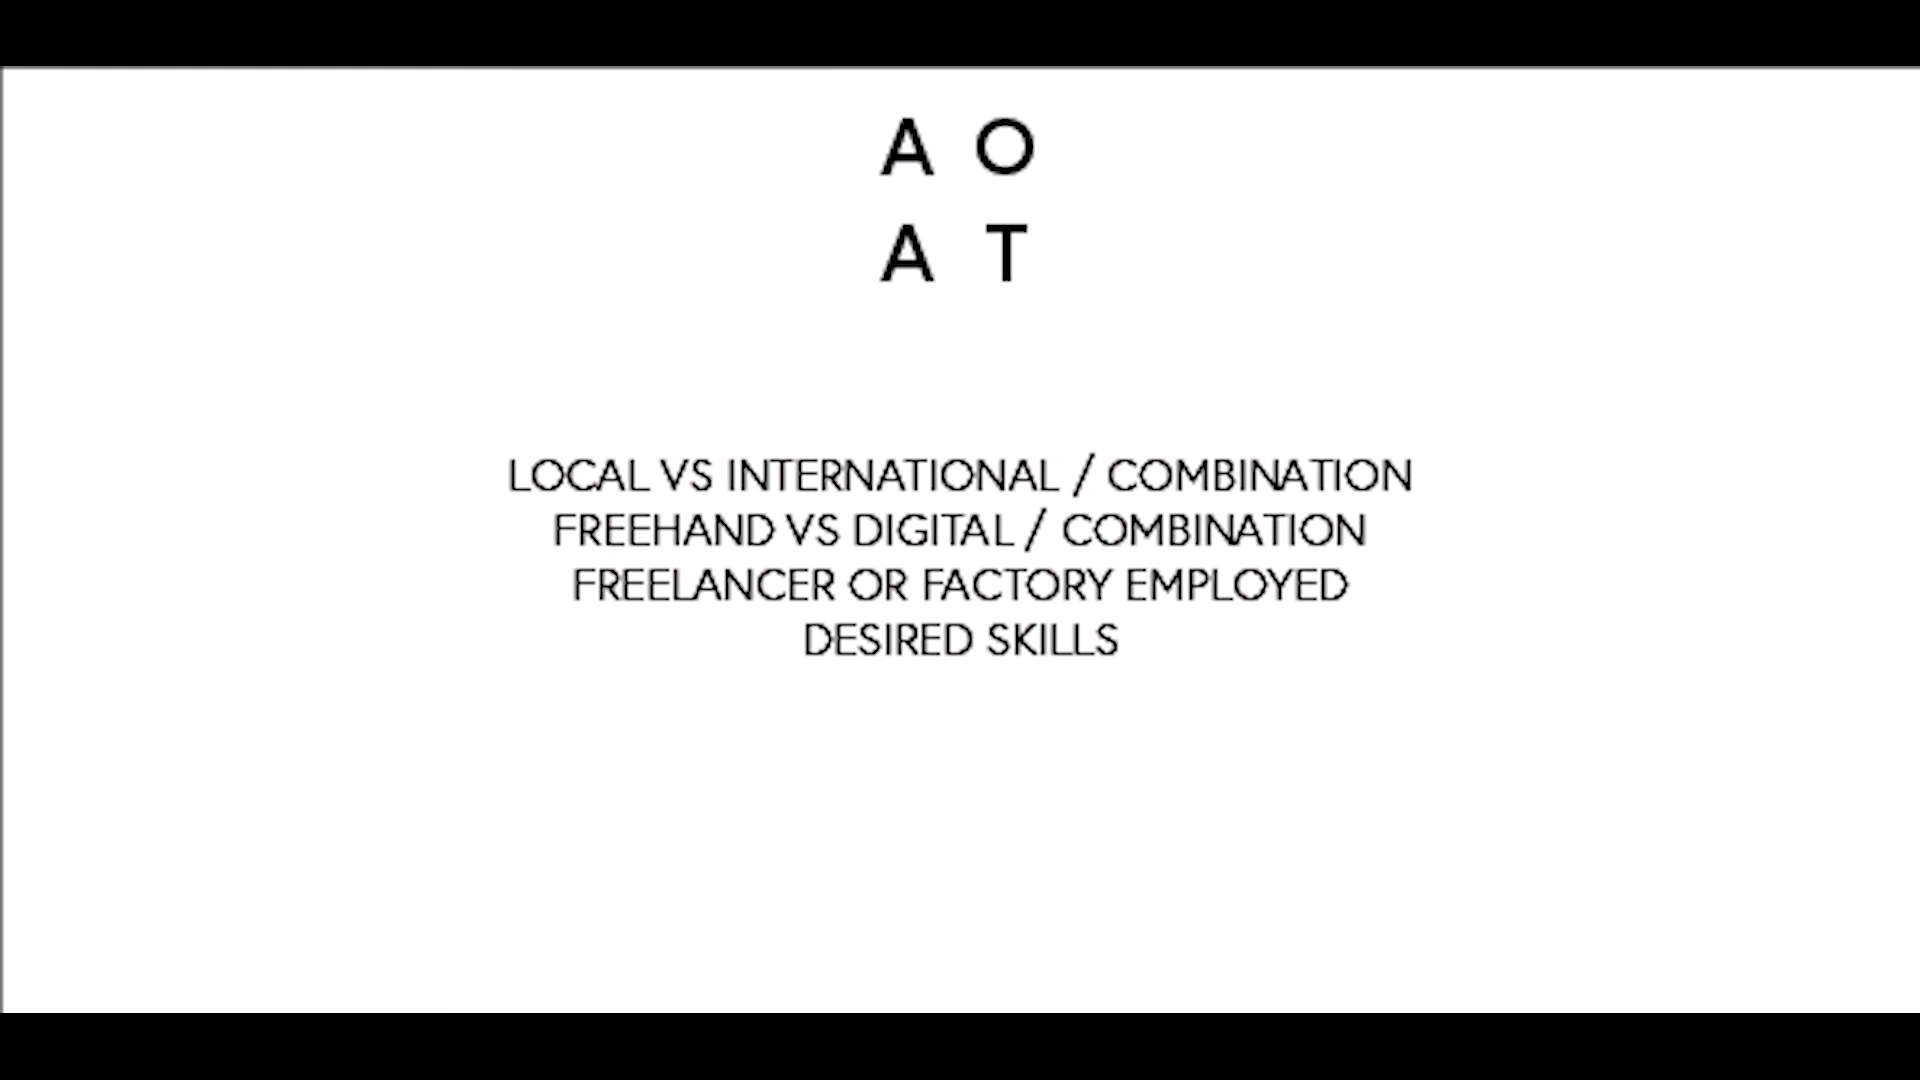 A O
A T
LOCAL VS INTERNATIONAL / COMBINATION
FREEHAND VS DIGITAL / COMBINATION
FREELANCER OR FACTORY EMPLOYED
DESIRED SKILLS